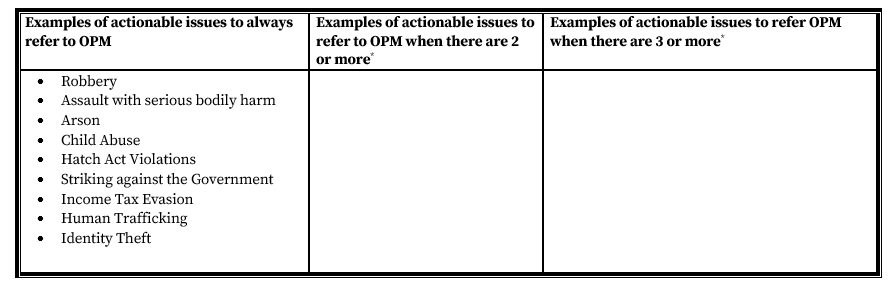 Examples of actionable issues to always
refer to OPM
Examples of actionable issues to
refer to OPM when there are 2
or more*
Examples of actionable issues to refer OPM
when there are 3 or more*
• Robbery
• Assault with serious bodily harm
• Arson
• Child Abuse
• Hatch Act Violations
• Striking against the Government
• Income Tax Evasion
• Human Trafficking
• Identity Theft